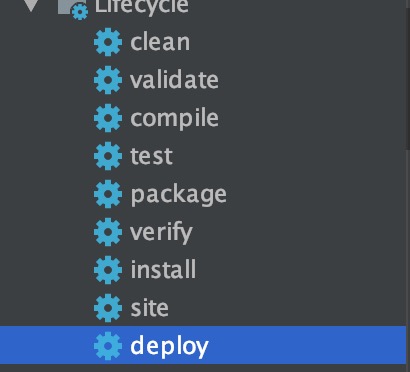 Lifecycle
clean
validate
compile
test
package
verify
install
site
deploy